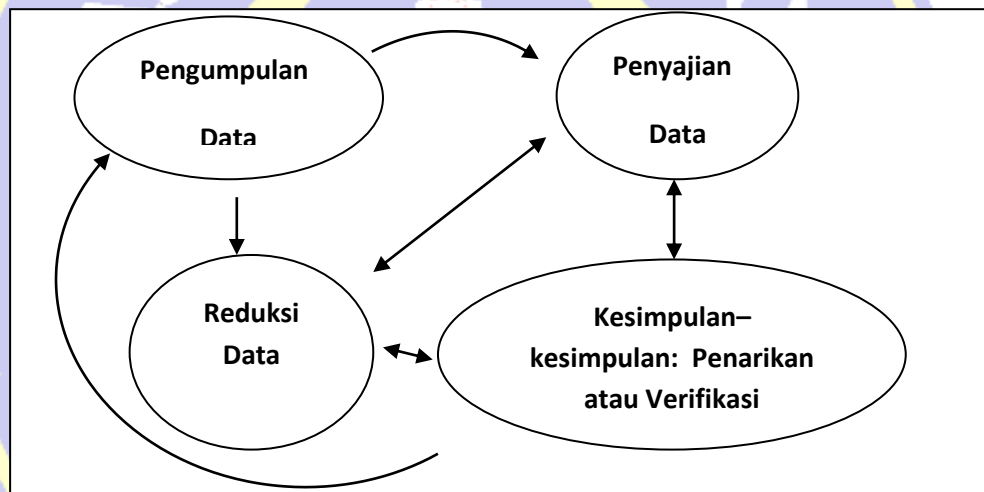 Pengumpulan
Data
Penyajian
Data
Reduksi
Data
Kesimpulan–
kesimpulan: Penarikan
atau Verifikasi